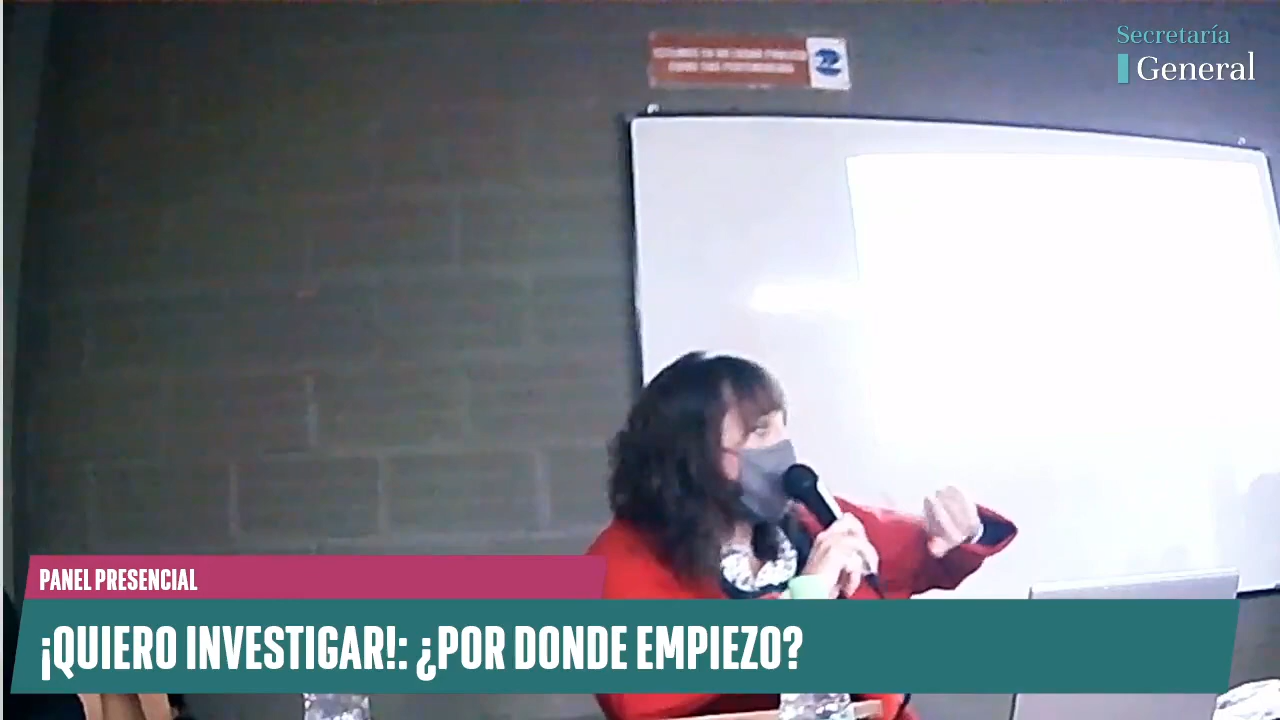 Secretaría
General
PANEL PRESENCIAL
¡QUIERO INVESTIGAR!: ¿POR DONDE EMPIEZO?